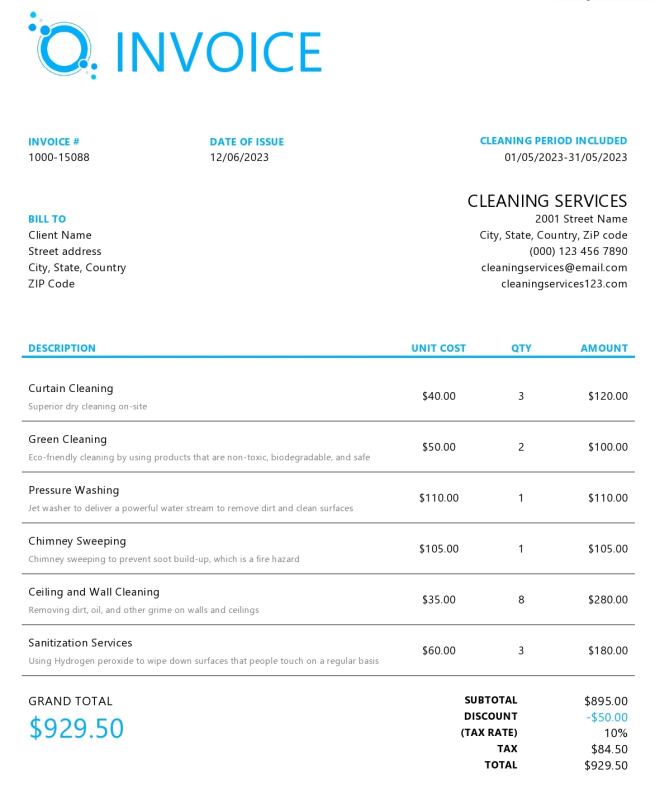 INVOICE
INVOICE #
1000-15088
DATE OF ISSUE
12/06/2023
CLEANING PERIOD INCLUDED
01/05/2023-31/05/2023
BILL TO
Client Name
Street address
City, State, Country
ZIP Code
CLEANING SERVICES
2001 Street Name
City, State, Country, ZiP code
(000) 123 456 7890
cleaningservices@email.com
cleaningservices123.com
DESCRIPTION UNIT COST QTY AMOUNT
Curtain Cleaning
Superior dry cleaning on-site
$40.00 3 $120.00
Green Cleaning
Eco-friendly cleaning by using products that are non-toxic, biodegradable, and safe
$50.00 2 $100.00
Pressure Washing
Jet washer to deliver a powerful water stream to remove dirt and clean surfaces
$110.00 1 $110.00
Chimney Sweeping
Chimney sweeping to prevent soot build-up, which is a fire hazard
$105.00 1 $105.00
Ceiling and Wall Cleaning
Removing dirt, oil, and other grime on walls and ceilings
$35.00 8 $280.00
Sanitization Services
Using Hydrogen peroxide to wipe down surfaces that people touch on a regular basis
$60.00 3 $180.00
GRAND TOTAL
$929.50
SUBTOTAL $895.00
DISCOUNT -$50.00
(TAX RATE) 10%
TAX $84.50
TOTAL $929.50